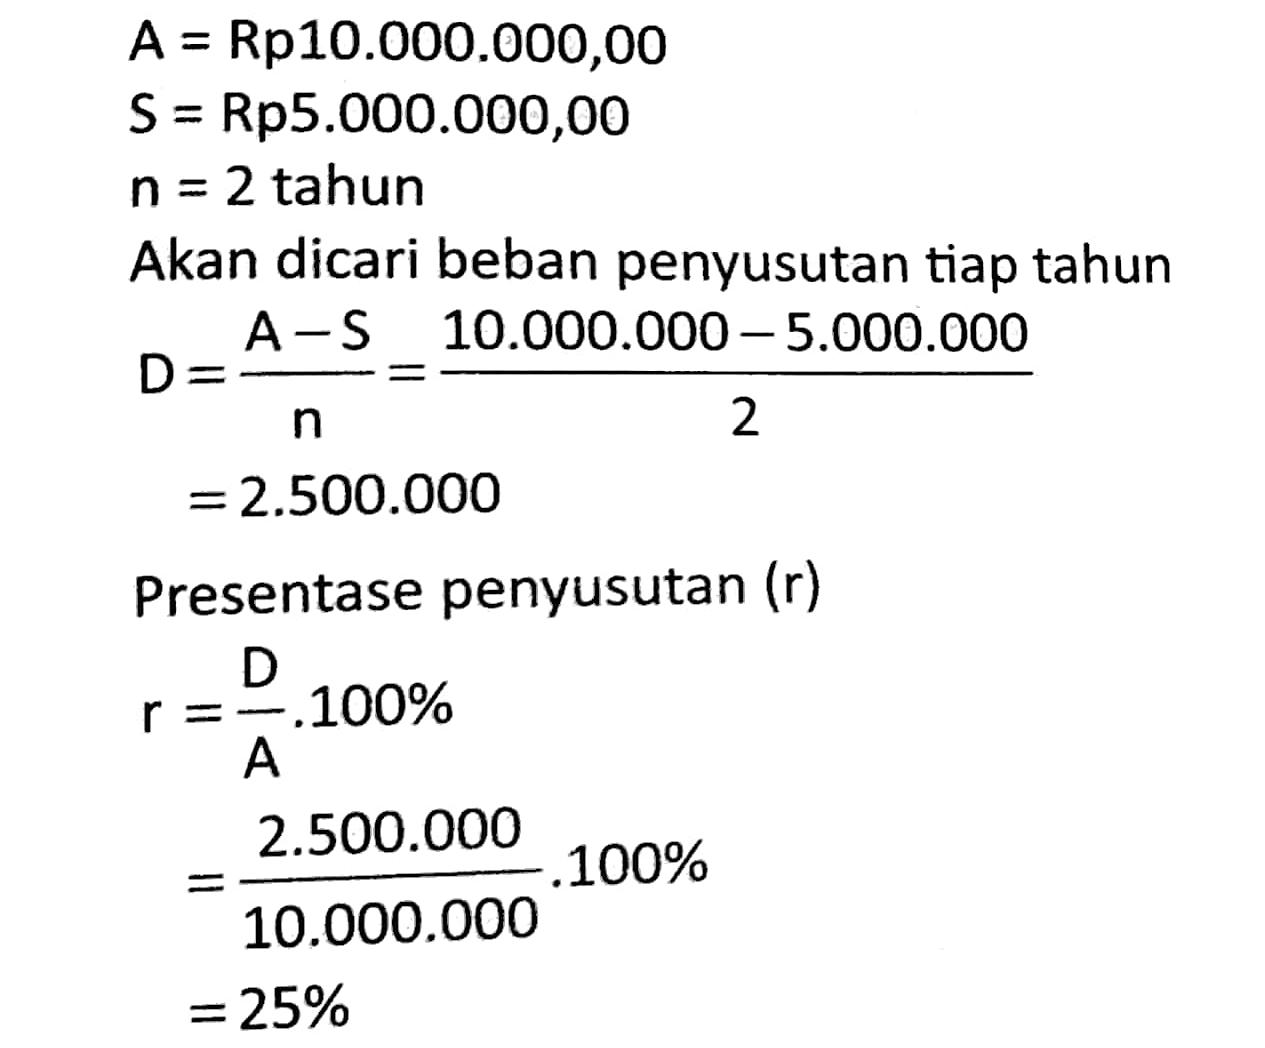 A = Rp10.000.000,00
S = Rp5.000.000,00
n = 2 tahun
Akan dicari beban penyusutan tiap tahun
D = \frac{A – S}{n} = \frac{10.000.000 – 5.000.000}{2}
= 2.500.000
Presentase penyusutan (r)
r = \frac{D}{A} .100%
= \frac{2.500.000}{10.000.000} .100%
= 25%